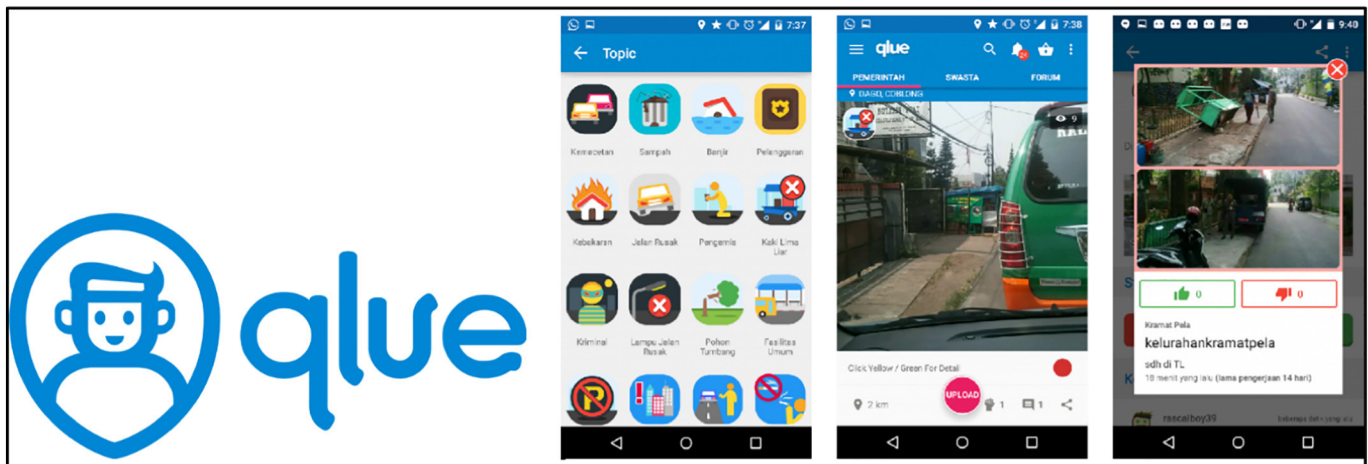 qlue
7:37
Topic
Kemacetan
Sampah
Banjir
Pelanggaran
Kebakaran
Jalan Rusak
Pengemis
Kaki Lima
Liar
Kriminal
Lampu Jalan
Rusak
Pohon
Tumbang
Fasilitas
Umum
7:38
qlue
PEMERINTAH
SWASTA
FORUM
DAGO, COBLONG
9
Click Yellow / Green For Detail
2 km
UPLOAD
1
1
9:40
0
0
Kramat Pela
kelurahankramatpela
sdh di TL
18 menit yang lalu (lama pengerjaan 14 hari)
rascalboy39